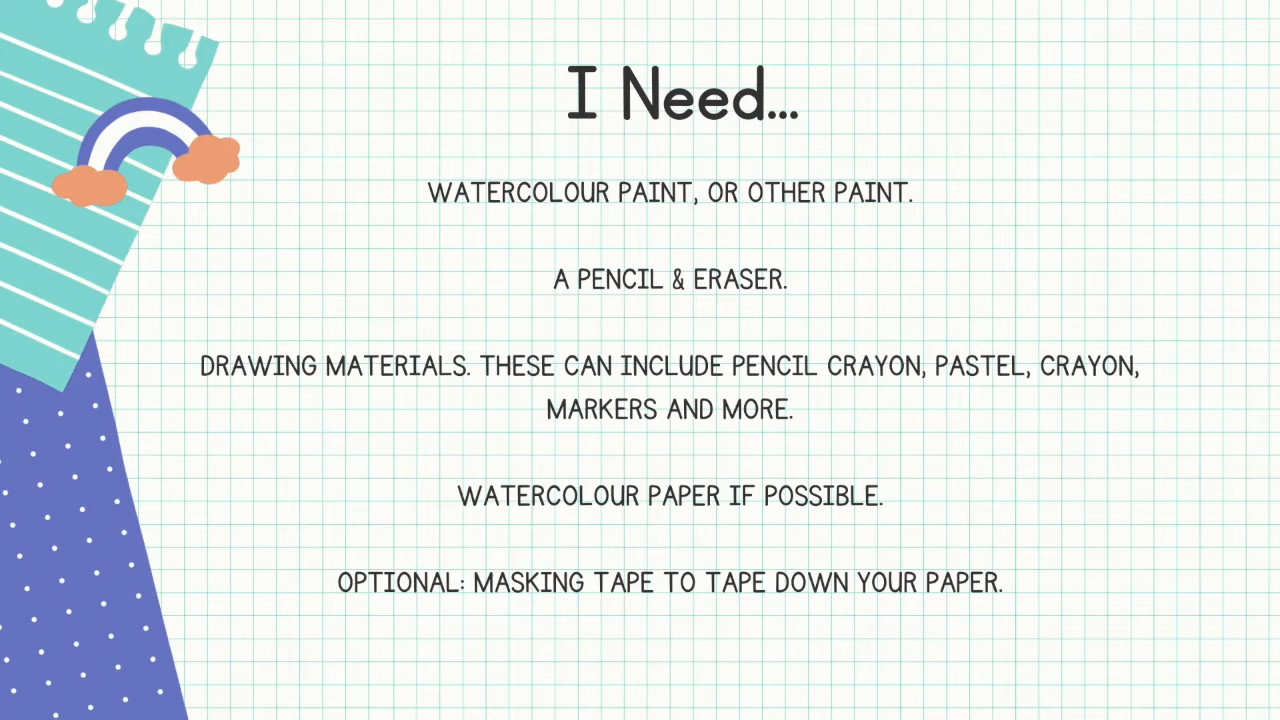 I Need...
WATERCOLOUR PAINT, OR OTHER PAINT.
A PENCIL & ERASER.
DRAWING MATERIALS. THESE CAN INCLUDE PENCIL CRAYON, PASTEL, CRAYON,
MARKERS AND MORE.
WATERCOLOUR PAPER IF POSSIBLE.
OPTIONAL: MASKING TAPE TO TAPE DOWN YOUR PAPER.